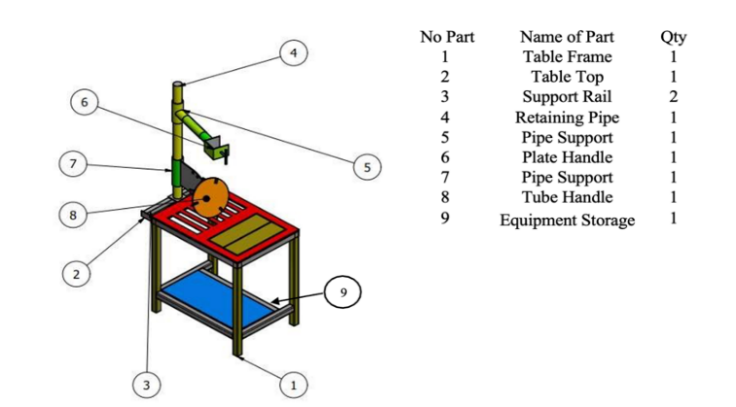 No Part Name of Part Qty
1 Table Frame 1
2 Table Top 1
3 Support Rail 2
4 Retaining Pipe 1
5 Pipe Support 1
6 Plate Handle 1
7 Pipe Support 1
8 Tube Handle 1
9 Equipment Storage 1
4
6
5
7
8
2
9
3
1